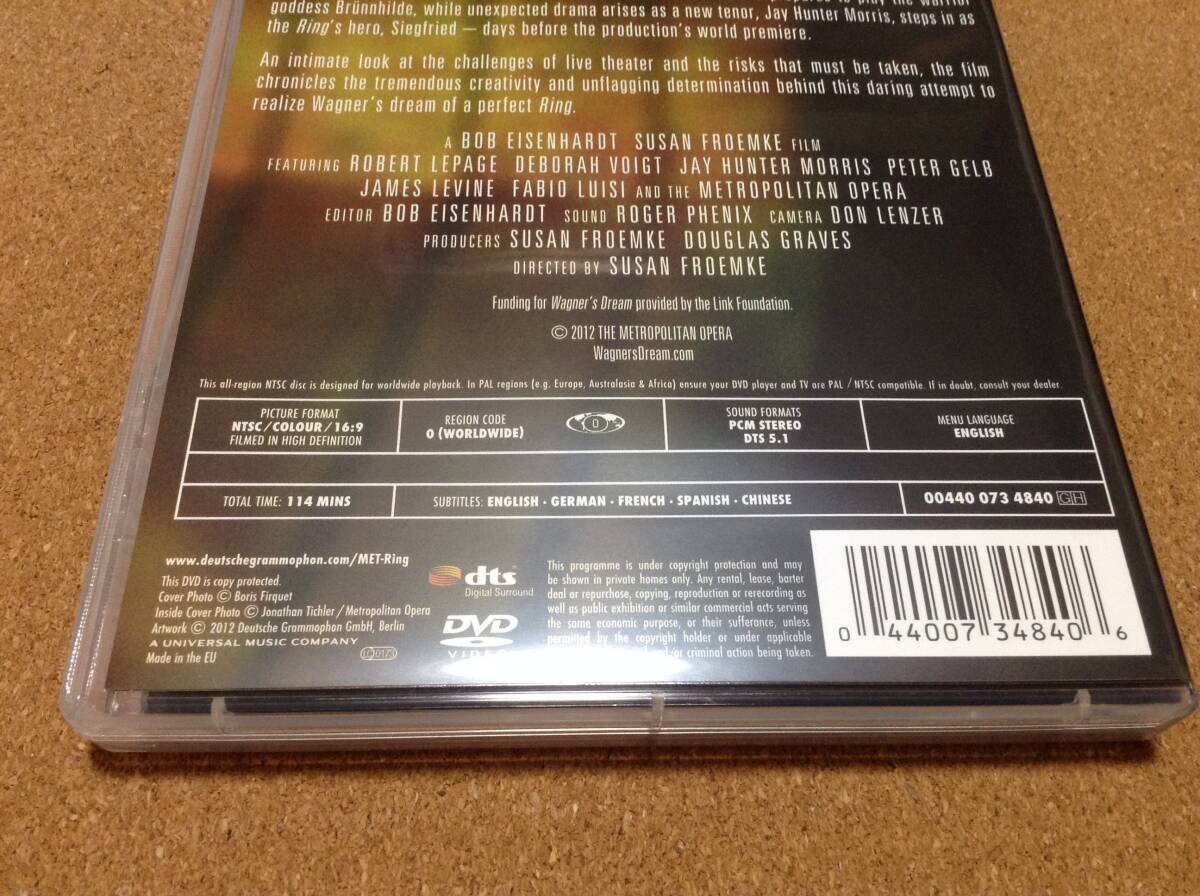 play the warrior
goddess Brünnhilde, while unexpected drama arises as a new tenor, Jay Hunter Morris, steps in as
the Ring's hero, Siegfried — days before the production's world premiere.
An intimate look at the challenges of live theater and the risks that must be taken, the film
chronicles the tremendous creativity and unflagging determination behind this daring attempt to
realize Wagner's dream of a perfect Ring.
A BOB EISENHARDT SUSAN FROEMKE FILM
FEATURING ROBERT LEPAGE DEBORAH VOIGT JAY HUNTER MORRIS PETER GELB
JAMES LEVINE FABIO LUISI AND THE METROPOLITAN OPERA
EDITOR BOB EISENHARDT SOUND ROGER PHENIX CAMERA DON LENZER
PRODUCERS SUSAN FROEMKE DOUGLAS GRAVES
DIRECTED BY SUSAN FROEMKE
Funding for Wagner's Dream provided by the Link Foundation.
© 2012 THE METROPOLITAN OPERA
WagnersDream.com
This all-region NTSC disc is designed for worldwide playback. In PAL regions (e.g. Europe, Australasia & Africa) ensure your DVD player and TV are PAL / NTSC compatible. If in doubt, consult your dealer.
PICTURE FORMAT
NTSC/COLOUR/16:9
FILMED IN HIGH DEFINITION
REGION CODE
0 (WORLDWIDE)
0
SOUND FORMATS
PCM STEREO
DTS 5.1
MENU LANGUAGE
ENGLISH
TOTAL TIME: 114 MINS
SUBTITLES: ENGLISH · GERMAN · FRENCH · SPANISH · CHINESE
00440 073 4840 GH
www.deutschegrammophon.com/MET-Ring
This DVD is copy protected.
Cover Photo © Boris Firquet
Inside Cover Photo © Jonathan Tichler / Metropolitan Opera
Artwork © 2012 Deutsche Grammophon GmbH, Berlin
A UNIVERSAL MUSIC COMPANY
Made in the EU
LC 0173
dts
Digital Surround
DVD
VIDEO
This programme is under copyright protection and may
be shown in private homes only. Any rental, lease, barter
deal or repurchase, copying, reproduction or rerecording as
well as public exhibition or similar commercial acts serving
the same economic purpose, or their sufferance, unless
permitted by the copyright holder or under applicable
and/or criminal action being taken.
0 44007 34840 6